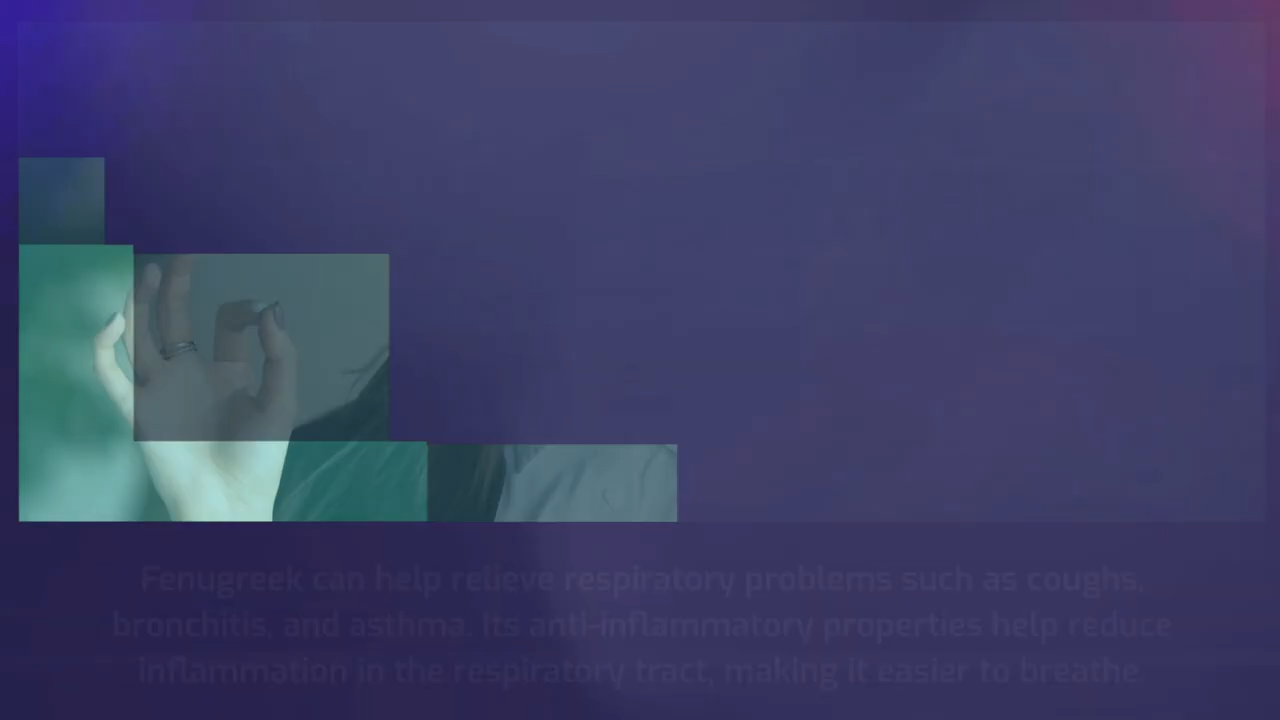 Fenugreek can help relieve respiratory problems such as coughs,
bronchitis, and asthma. Its anti-inflammatory properties help reduce
inflammation in the respiratory tract, making it easier to breathe.